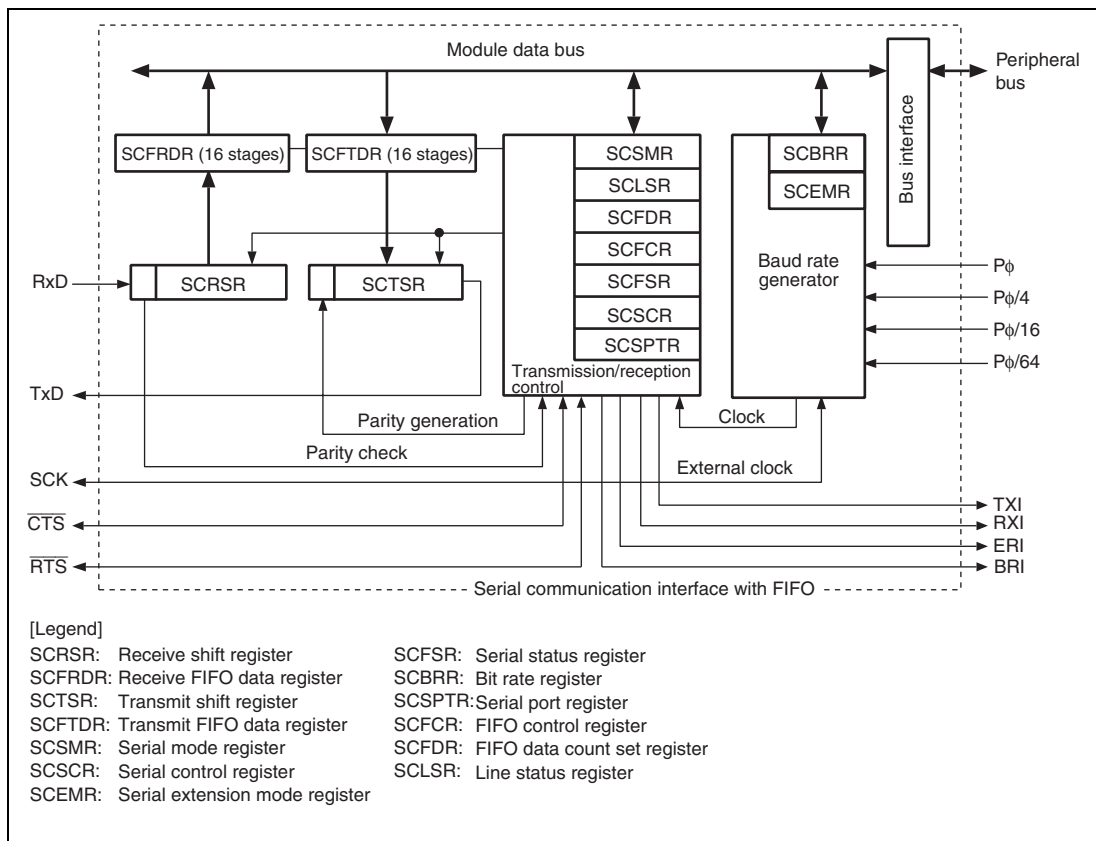 Module data bus
Peripheral
bus
Bus interface
SCFRDR (16 stages)
SCFTDR (16 stages)
SCSMR
SCLSR
SCFDR
SCFCR
SCFSR
SCSCR
SCSPTR
Transmission/reception
control
SCBRR
SCEMR
Baud rate
generator
RxD
SCRSR
SCTSR
Pϕ
Pϕ/4
Pϕ/16
Pϕ/64
TxD
Parity generation
Parity check
Clock
External clock
SCK
CTS
RTS
TXI
RXI
ERI
BRI
Serial communication interface with FIFO
[Legend]
SCRSR: Receive shift register
SCFRDR: Receive FIFO data register
SCTSR: Transmit shift register
SCFTDR: Transmit FIFO data register
SCSMR: Serial mode register
SCSCR: Serial control register
SCEMR: Serial extension mode register
SCFSR: Serial status register
SCBRR: Bit rate register
SCSPTR: Serial port register
SCFCR: FIFO control register
SCFDR: FIFO data count set register
SCLSR: Line status register